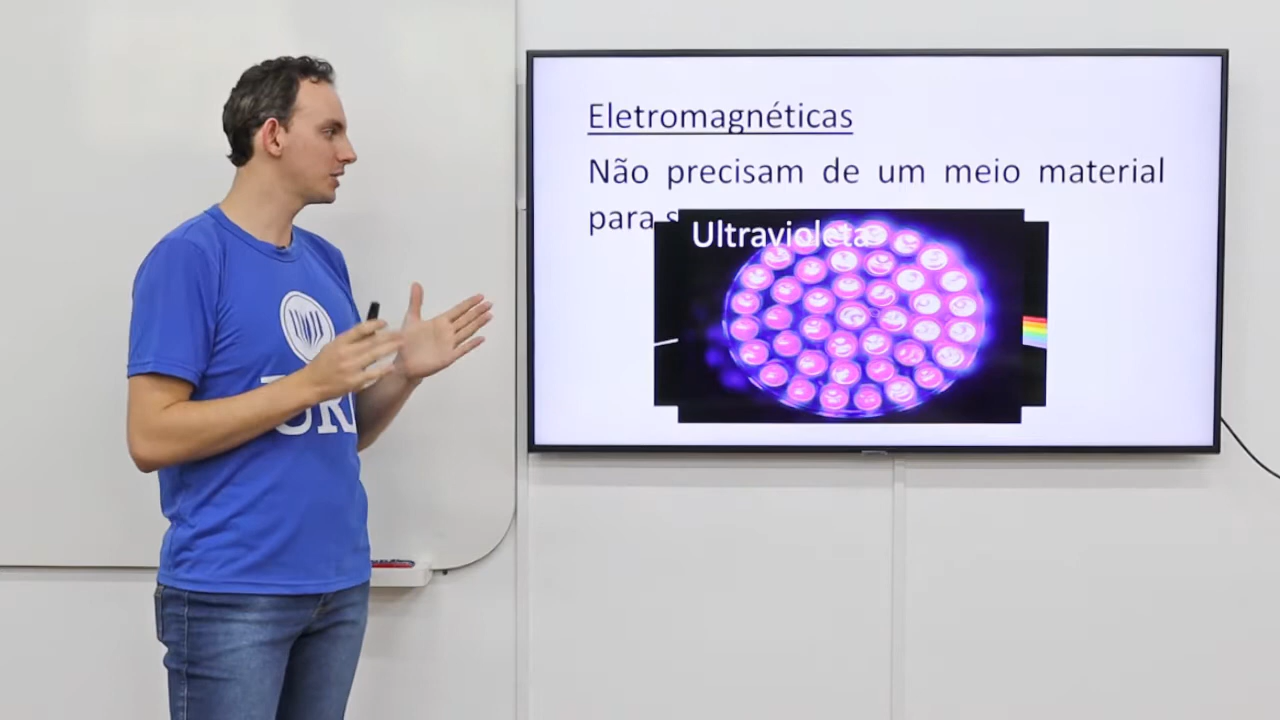 Eletromagnéticas
Não precisam de um meio material
para
Ultravioleta